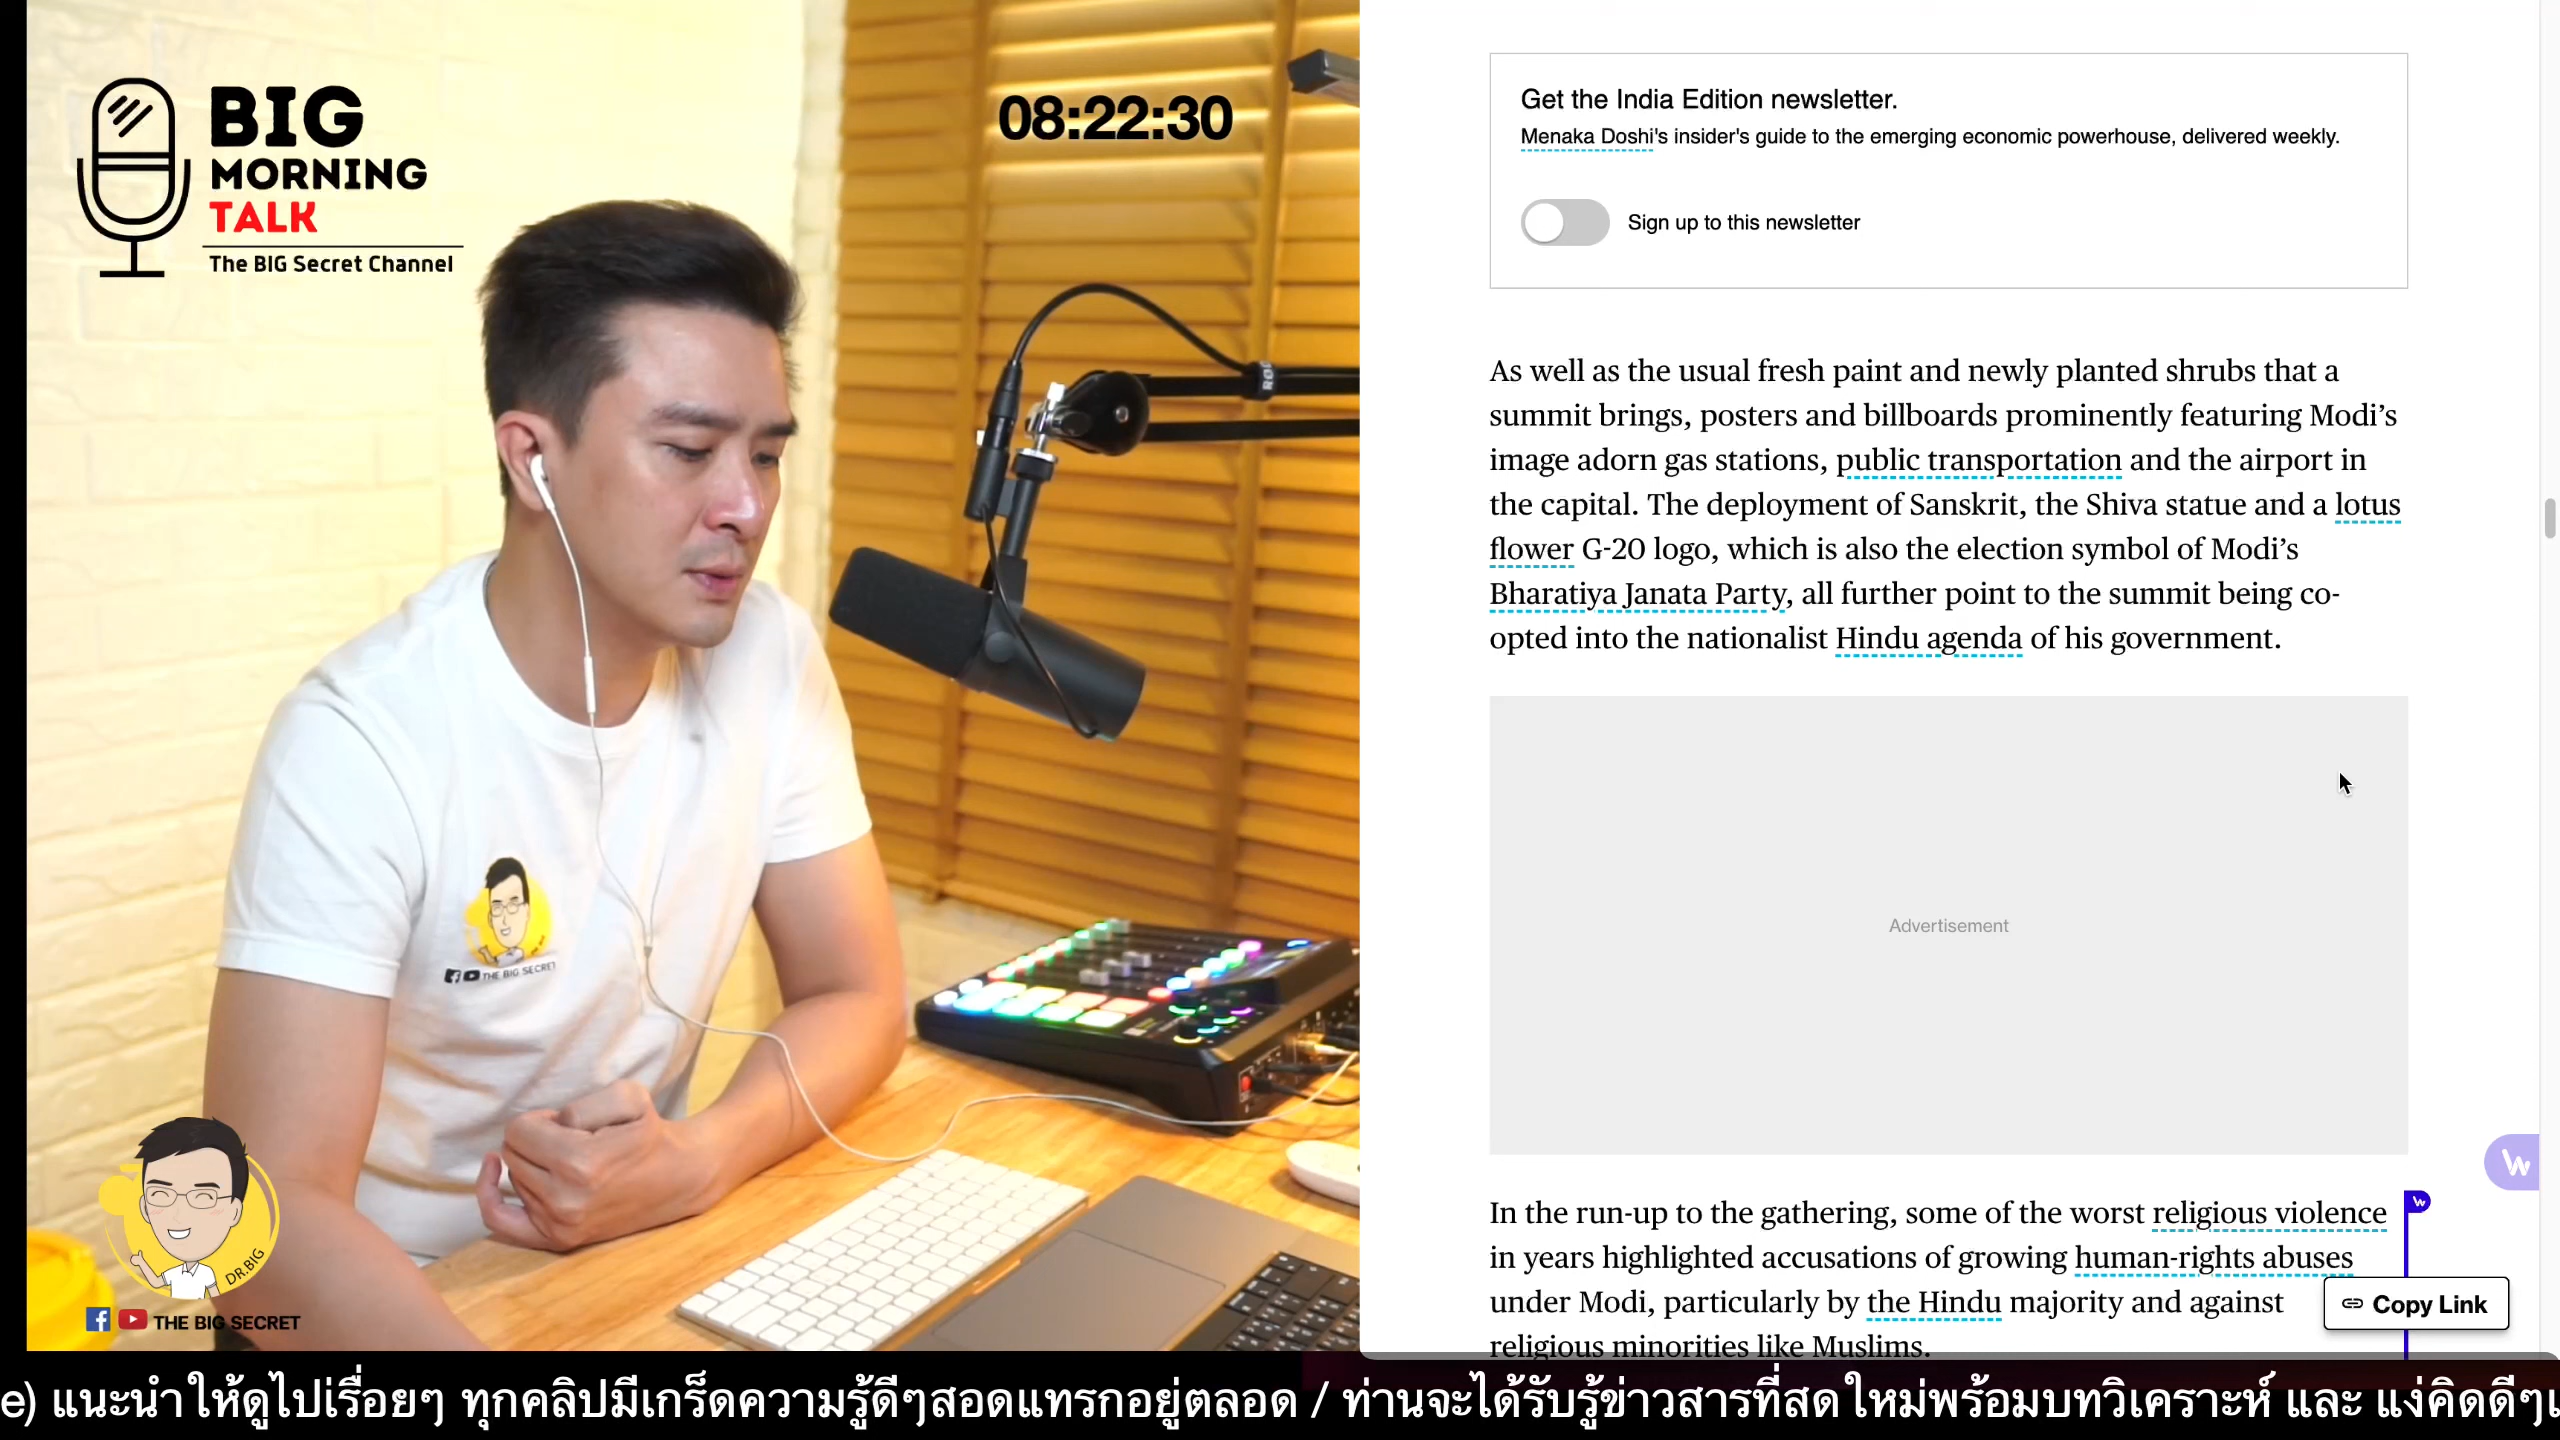 BIG
MORNING
TALK
The BIG Secret Channel
08:22:30
THE BIG SECRET
DR.BIG
THE BIG SECRET
Get the India Edition newsletter.
Menaka Doshi's insider's guide to the emerging economic powerhouse, delivered weekly.
Sign up to this newsletter
As well as the usual fresh paint and newly planted shrubs that a
summit brings, posters and billboards prominently featuring Modi’s
image adorn gas stations, public transportation and the airport in
the capital. The deployment of Sanskrit, the Shiva statue and a lotus
flower G-20 logo, which is also the election symbol of Modi’s
Bharatiya Janata Party, all further point to the summit being co-
opted into the nationalist Hindu agenda of his government.
Advertisement
In the run-up to the gathering, some of the worst religious violence
in years highlighted accusations of growing human-rights abuses
under Modi, particularly by the Hindu majority and against
religious minorities like Muslims.
Copy Link
e) แนะนำให้ดูไปเรื่อยๆ ทุกคลิปมีเกร็ดความรู้ดีๆสอดแทรกอยู่ตลอด / ท่านจะได้รับรู้ข่าวสารที่สดใหม่พร้อมบทวิเคราะห์ และ แง่คิดดีๆ